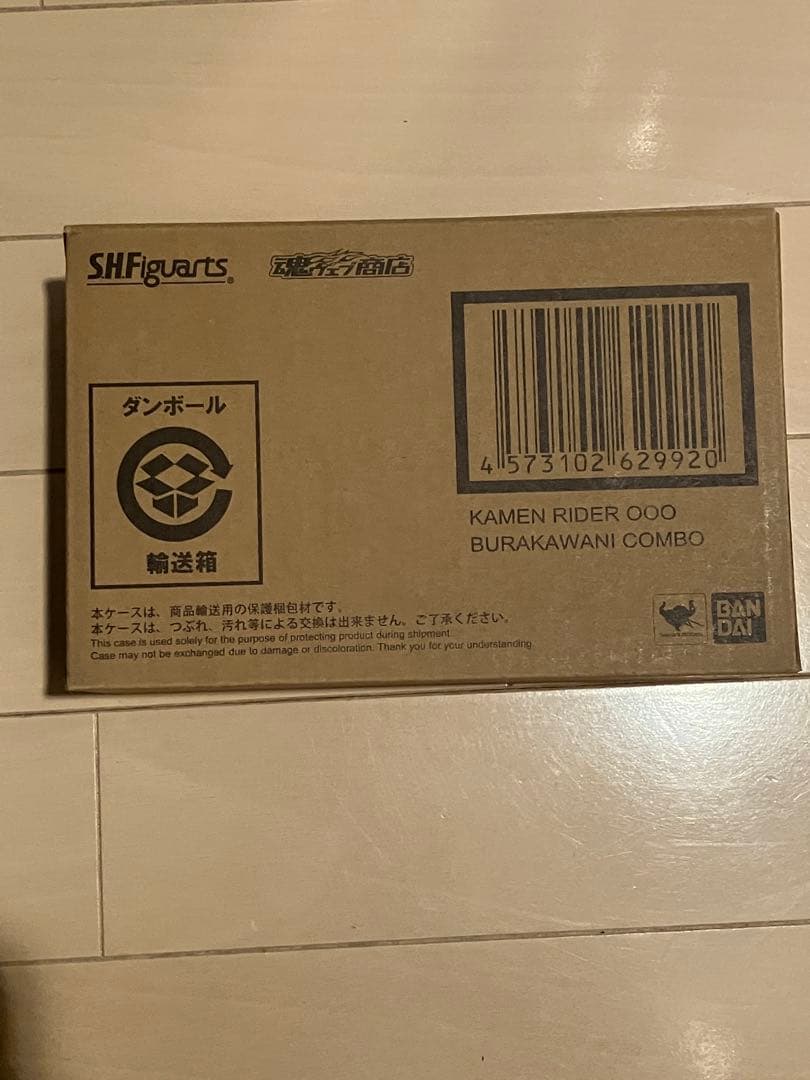 S.H.Figuarts®
魂ウェブ商店
4 573102 629920
KAMEN RIDER OOO
BURAKAWANI COMBO
ダンボール
輸送箱
本ケースは、商品輸送用の保護梱包材です。
本ケースは、つぶれ、汚れ等による交換は出来ません。ご了承ください。
This case is used solely for the purpose of protecting product during shipment.
Case may not be exchanged due to damage or discoloration. Thank you for your understanding
BAN
DAI